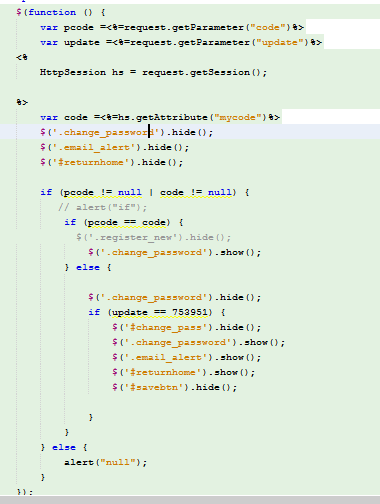 $(function () {
var pcode =<%=request.getParameter("code")%>
var update =<%=request.getParameter("update")%>
<%
HttpSession hs = request.getSession();
%>
var code =<%=hs.getAttribute("mycode")%>
$('.change_password').hide();
$('.email_alert').hide();
$('#returnhome').hide();
if (pcode != null | code != null) {
// alert("if");
if (pcode == code) {
$('.register_new').hide();
$('.change_password').show();
} else {
$('.change_password').hide();
if (update == 753951) {
$('#change_pass').hide();
$('.change_password').show();
$('.email_alert').show();
$('#returnhome').show();
$('#savebtn').hide();
}
}
} else {
alert("null");
}
});